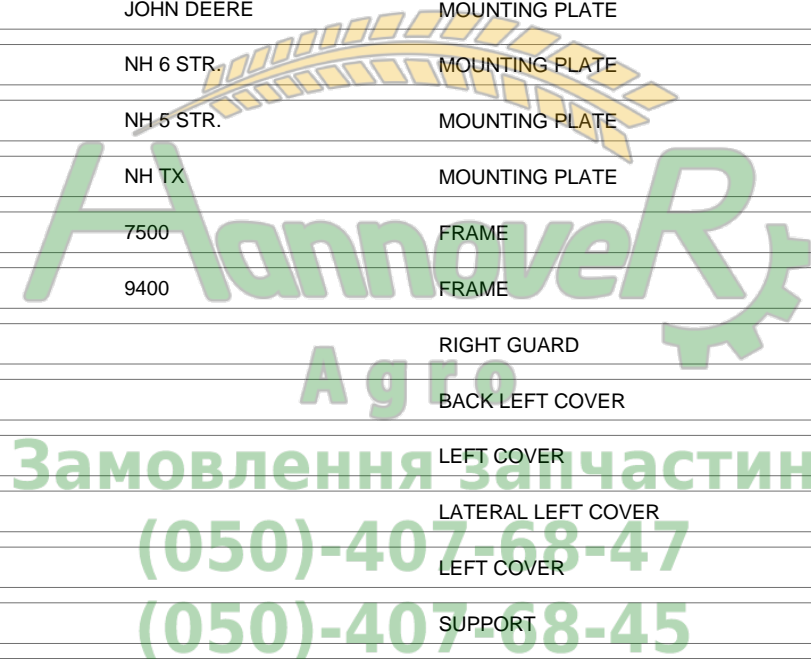 JOHN DEERE MOUNTING PLATE
NH 6 STR. MOUNTING PLATE
NH 5 STR. MOUNTING PLATE
NH TX MOUNTING PLATE
HannoveR
7500 FRAME
9400 FRAME
RIGHT GUARD
Agro
BACK LEFT COVER
LEFT COVER
Замовлення запчастин
LATERAL LEFT COVER
(050)-407-68-47
LEFT COVER
SUPPORT
(050)-407-68-45